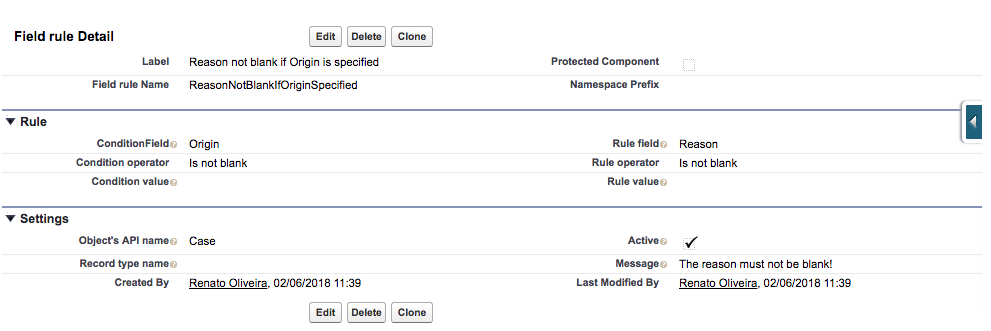 Field rule Detail Edit Delete Clone
Label Reason not blank if Origin is specified Protected Component
Field rule Name ReasonNotBlankIfOriginSpecified Namespace Prefix
Rule
ConditionField ? Origin Rule field ? Reason
Condition operator Is not blank Rule operator Is not blank
Condition value ? Rule value ?
Settings
Object's API name ? Case Active ?
Record type name ? Message ? The reason must not be blank!
Created By Renato Oliveira, 02/06/2018 11:39 Last Modified By Renato Oliveira, 02/06/2018 11:39
Edit Delete Clone